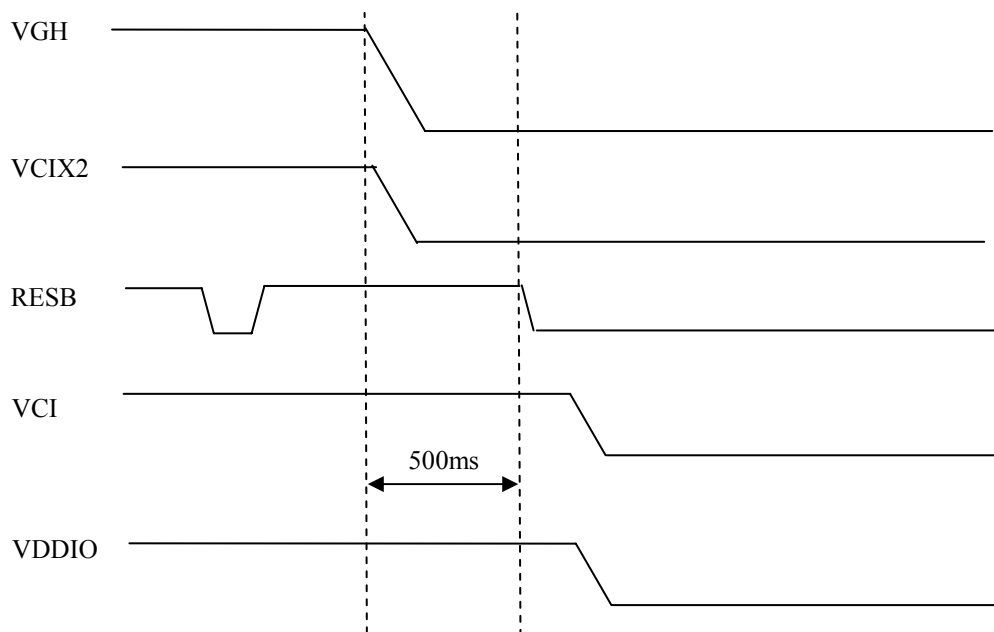 VGH
VCIX2
RESB
VCI
500ms
VDDIO